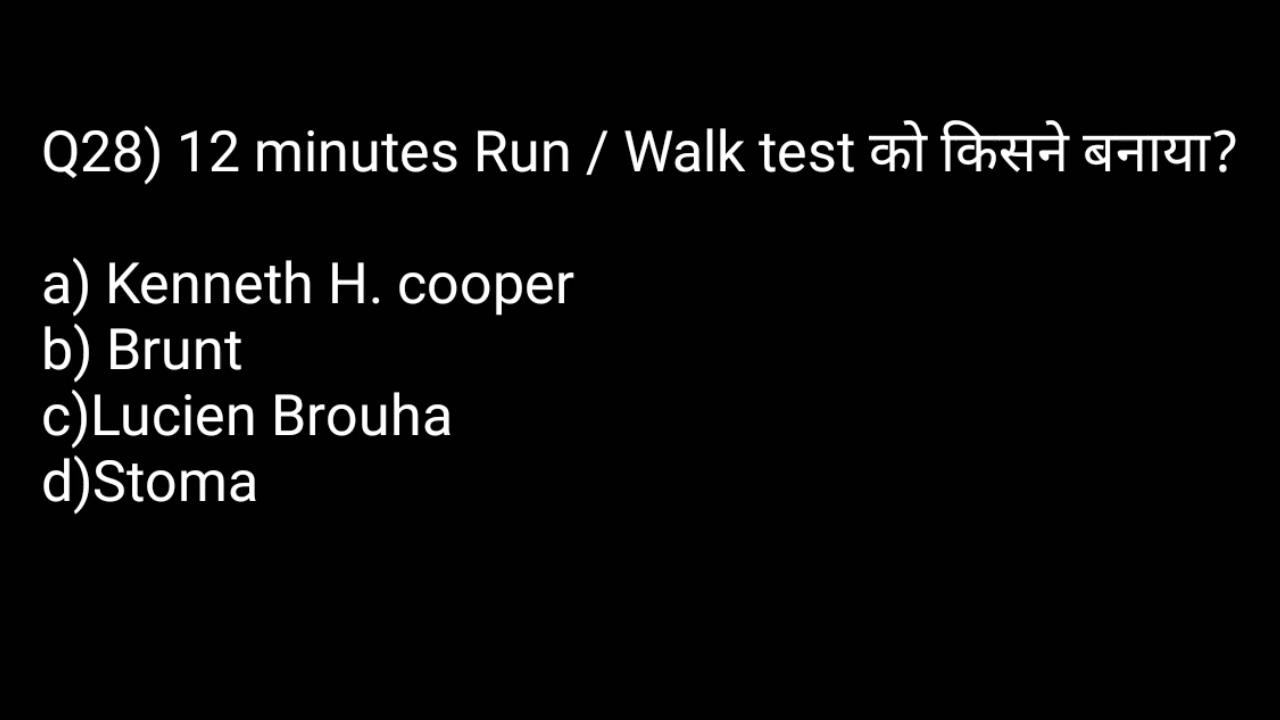 Q28) 12 minutes Run / Walk test को किसने बनाया?
a) Kenneth H. cooper
b) Brunt
c)Lucien Brouha
d)Stoma